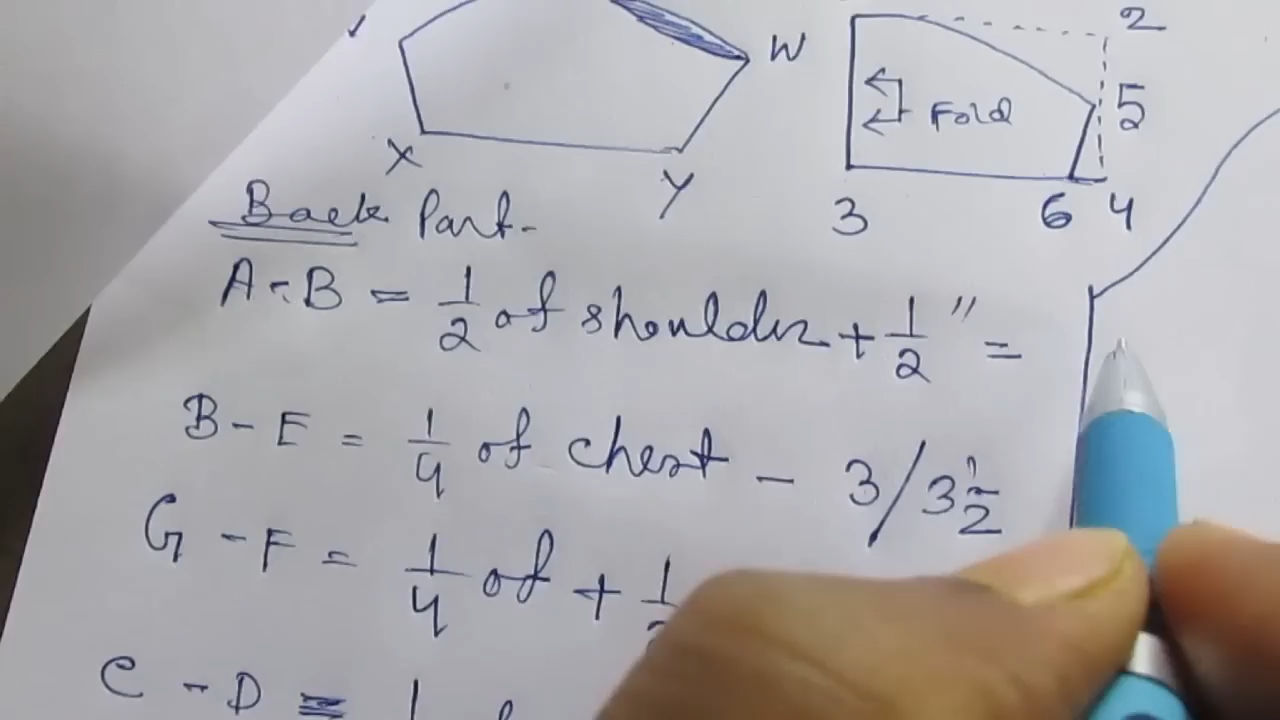 2
W
5
Fold
X
Y
3
6 4
Back Part-
A-B = 1/2 of shoulder + 1/2" =
B - E = 1/4 of chest - 3/3 1/2
G - F = 1/4 of + 1
C - D = 1